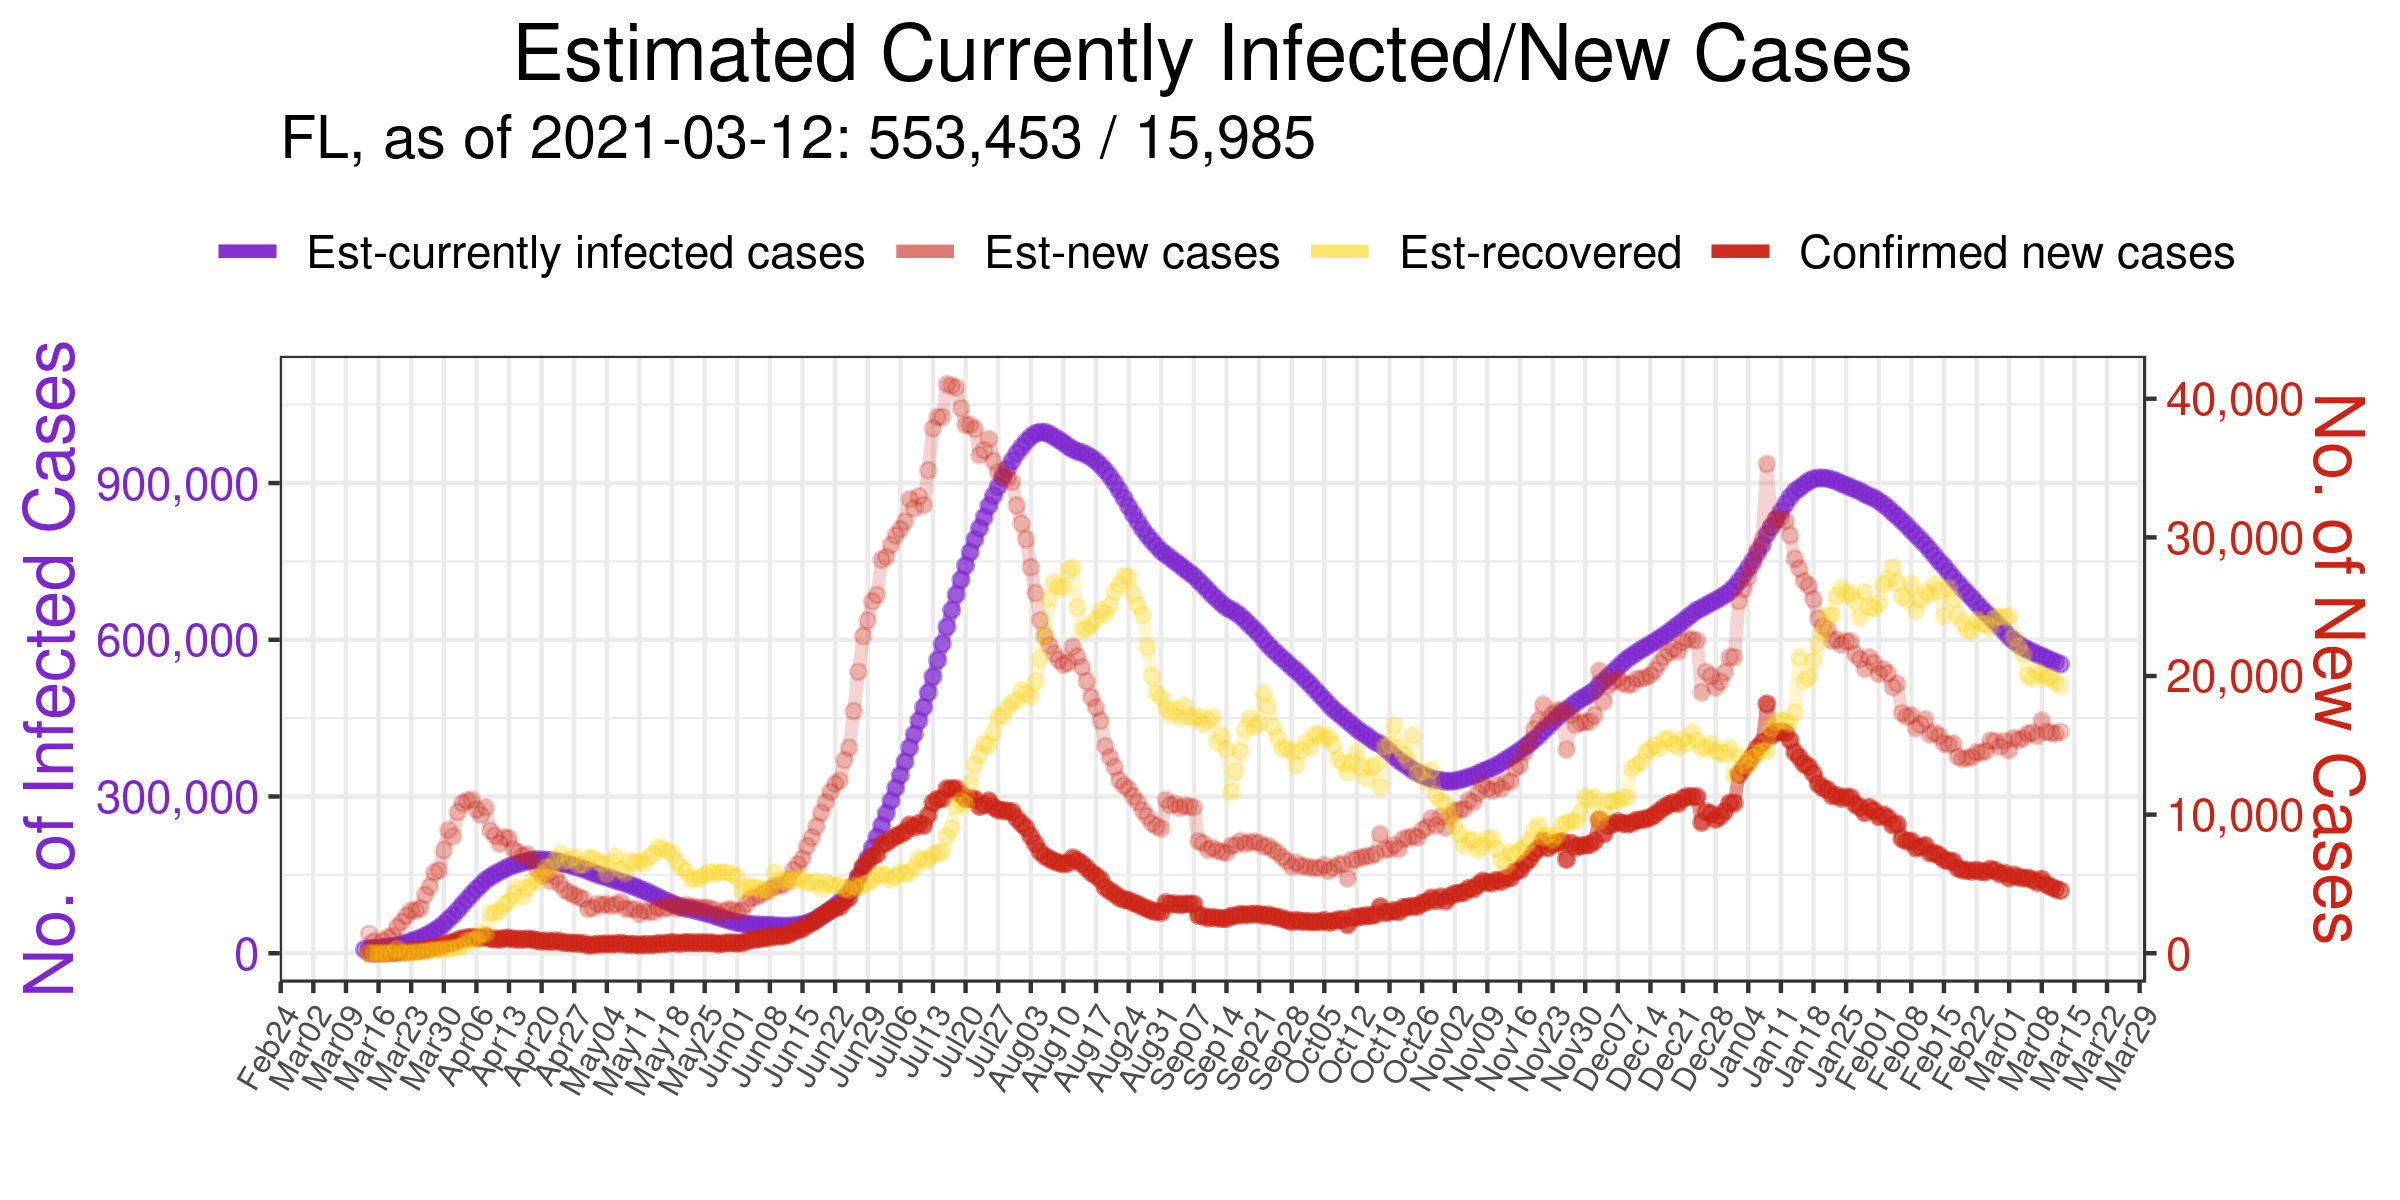 Estimated Currently Infected/New Cases
FL, as of 2021-03-12: 553,453 / 15,985
Est-currently infected cases Est-new cases Est-recovered Confirmed new cases
No. of Infected Cases
900,000
600,000
300,000
0
40,000
30,000
20,000
10,000
0
No. of New Cases
Feb24 Mar02 Mar09 Mar16 Mar23 Mar30 Apr06 Apr13 Apr20 Apr27 May04 May11 May18 May25 Jun01 Jun08 Jun15 Jun22 Jun29 Jul06 Jul13 Jul20 Jul27 Aug03 Aug10 Aug17 Aug24 Aug31 Sep07 Sep14 Sep21 Sep28 Oct05 Oct12 Oct19 Oct26 Nov02 Nov09 Nov16 Nov23 Nov30 Dec07 Dec14 Dec21 Dec28 Jan04 Jan11 Jan18 Jan25 Feb01 Feb08 Feb15 Feb22 Mar01 Mar08 Mar15 Mar22 Mar29